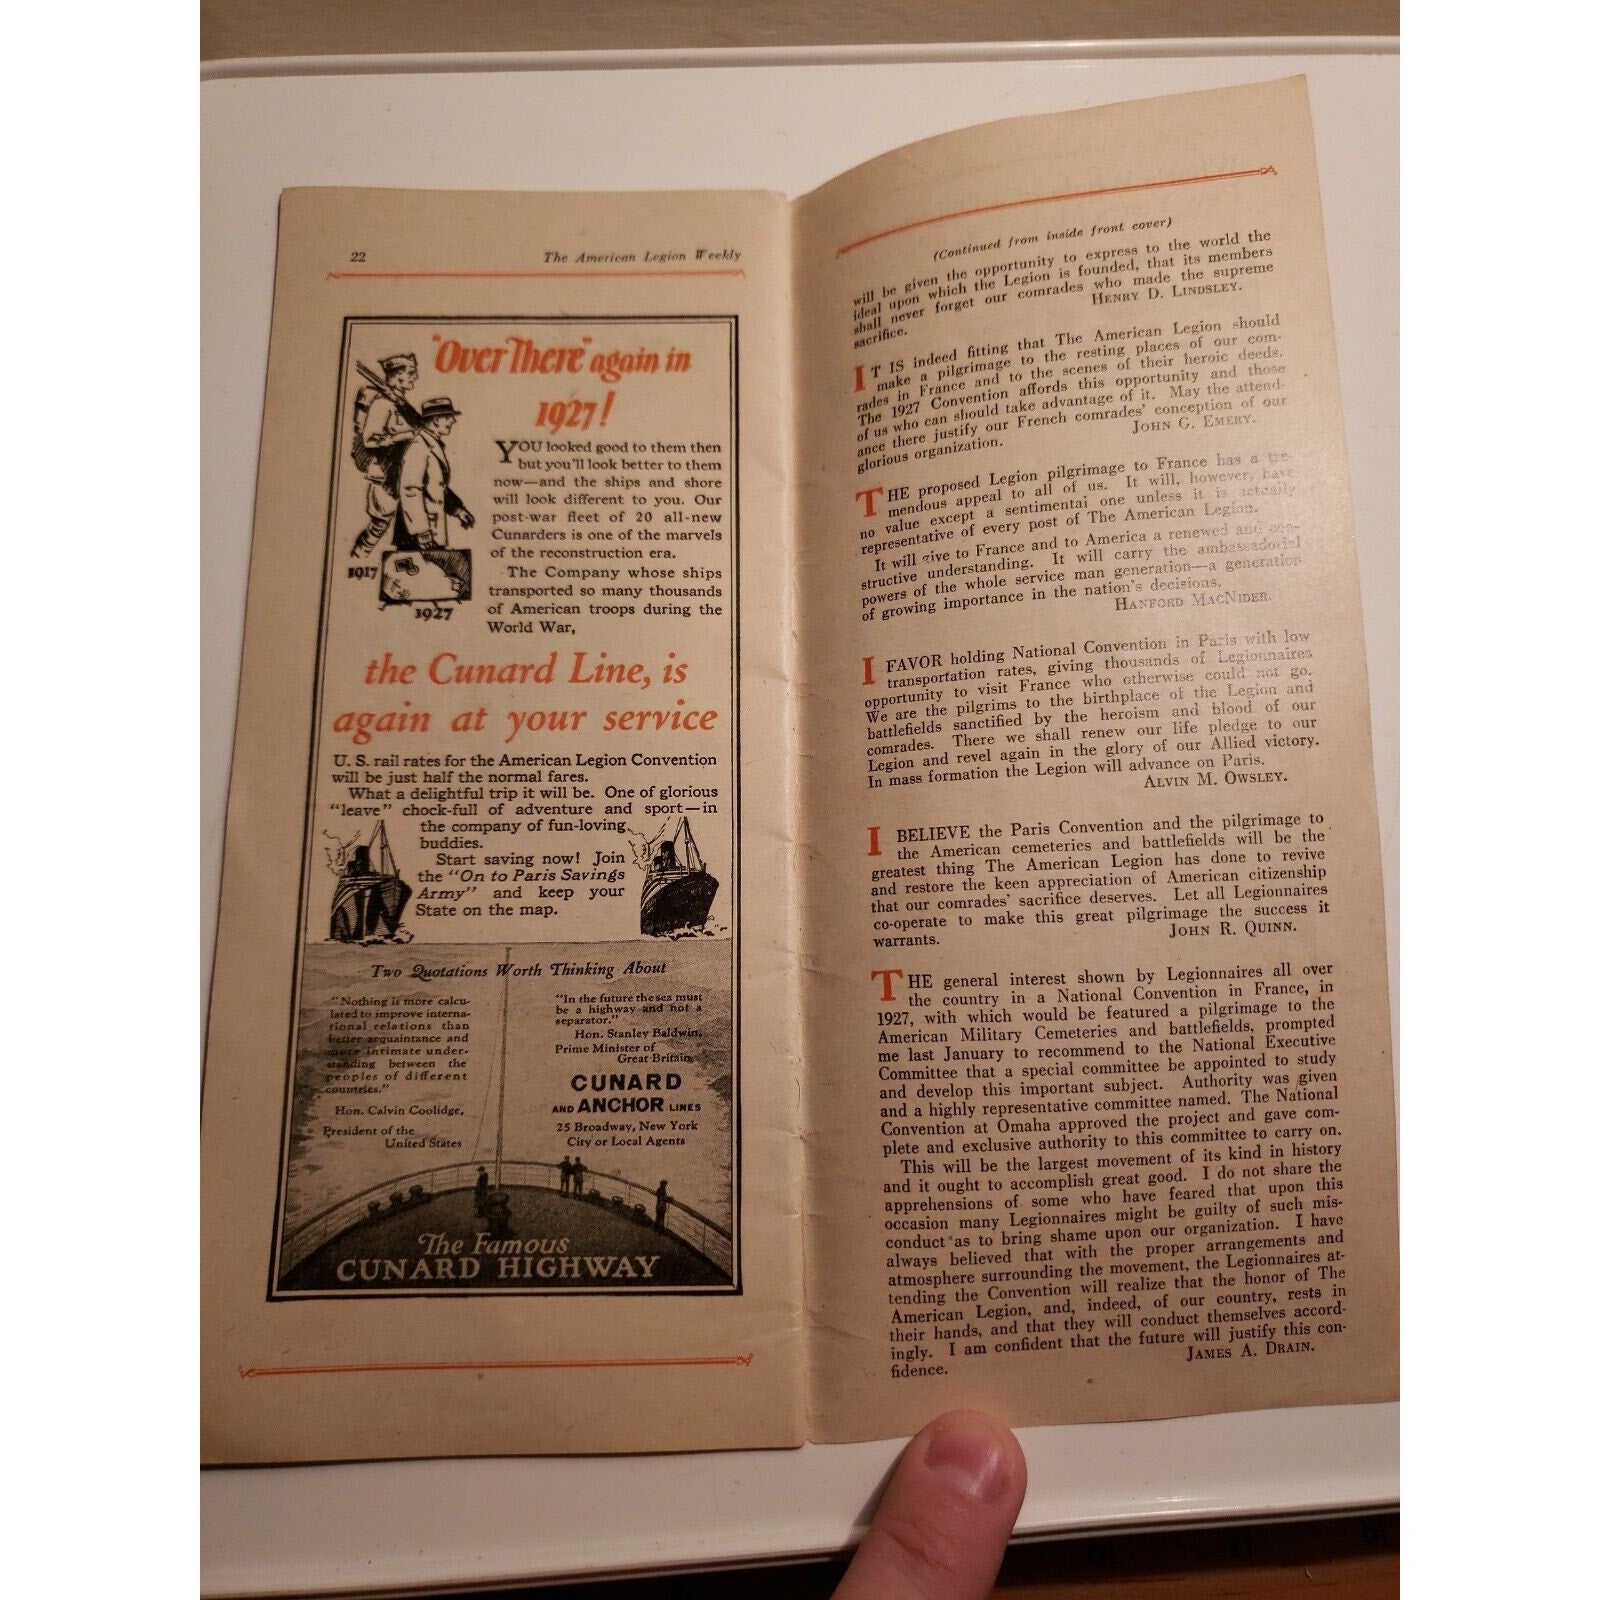 22
The American Legion Weekly
"Over There" again in
1927!
YOU looked good to them then
but you'll look better to them
now—and the ships and shore
will look different to you. Our
post-war fleet of 20 all-new
Cunarders is one of the marvels
of the reconstruction era.
The Company whose ships
transported so many thousands
of American troops during the
World War,
1917
1927
the Cunard Line, is
again at your service
U. S. rail rates for the American Legion Convention
will be just half the normal fares.
What a delightful trip it will be. One of glorious
"leave" chock-full of adventure and sport—in
the company of fun-loving
buddies.
Start saving now! Join
the "On to Paris Savings
Army" and keep your
State on the map.
Two Quotations Worth Thinking About
"Nothing is more calcu-
lated to improve interna-
tional relations than
better acquaintance and
more intimate under-
standing between the
peoples of different
countries."
Hon. Calvin Coolidge,
President of the
United States
"In the future the sea must
be a highway and not a
separator."
Hon. Stanley Baldwin,
Prime Minister of
Great Britain
CUNARD
AND ANCHOR LINES
25 Broadway, New York
City or Local Agents
The Famous
CUNARD HIGHWAY
(Continued from inside front cover)
will be given the opportunity to express to the world the
ideal upon which the Legion is founded, that its members
shall never forget our comrades who made the supreme
sacrifice. HENRY D. LINDSLEY.
IT IS indeed fitting that The American Legion should
make a pilgrimage to the resting places of our com-
rades in France and to the scenes of their heroic deeds.
The 1927 Convention affords this opportunity and those
of us who can should take advantage of it. May the attend-
ance there justify our French comrades' conception of our
glorious organization. JOHN G. EMERY.
THE proposed Legion pilgrimage to France has a tre-
mendous appeal to all of us. It will, however, have
no value except a sentimental one unless it is actually
representative of every post of The American Legion.
It will give to France and to America a renewed and con-
structive understanding. It will carry the ambassadorial
powers of the whole service man generation—a generation
of growing importance in the nation's decisions.
HANFORD MACNIDER.
I FAVOR holding National Convention in Paris with low
transportation rates, giving thousands of Legionnaires
opportunity to visit France who otherwise could not go.
We are the pilgrims to the birthplace of the Legion and
battlefields sanctified by the heroism and blood of our
comrades. There we shall renew our life pledge to our
Legion and revel again in the glory of our Allied victory.
In mass formation the Legion will advance on Paris.
ALVIN M. OWSLEY.
I BELIEVE the Paris Convention and the pilgrimage to
the American cemeteries and battlefields will be the
greatest thing The American Legion has done to revive
and restore the keen appreciation of American citizenship
that our comrades' sacrifice deserves. Let all Legionnaires
co-operate to make this great pilgrimage the success it
warrants. JOHN R. QUINN.
THE general interest shown by Legionnaires all over
the country in a National Convention in France, in
1927, with which would be featured a pilgrimage to the
American Military Cemeteries and battlefields, prompted
me last January to recommend to the National Executive
Committee that a special committee be appointed to study
and develop this important subject. Authority was given
and a highly representative committee named. The National
Convention at Omaha approved the project and gave com-
plete and exclusive authority to this committee to carry on.
This will be the largest movement of its kind in history
and it ought to accomplish great good. I do not share the
apprehensions of some who have feared that upon this
occasion many Legionnaires might be guilty of such mis-
conduct as to bring shame upon our organization. I have
always believed that with the proper arrangements and
atmosphere surrounding the movement, the Legionnaires at-
tending the Convention will realize that the honor of The
American Legion, and, indeed, of our country, rests in
their hands, and that they will conduct themselves accord-
ingly. I am confident that the future will justify this con-
fidence. JAMES A. DRAIN.